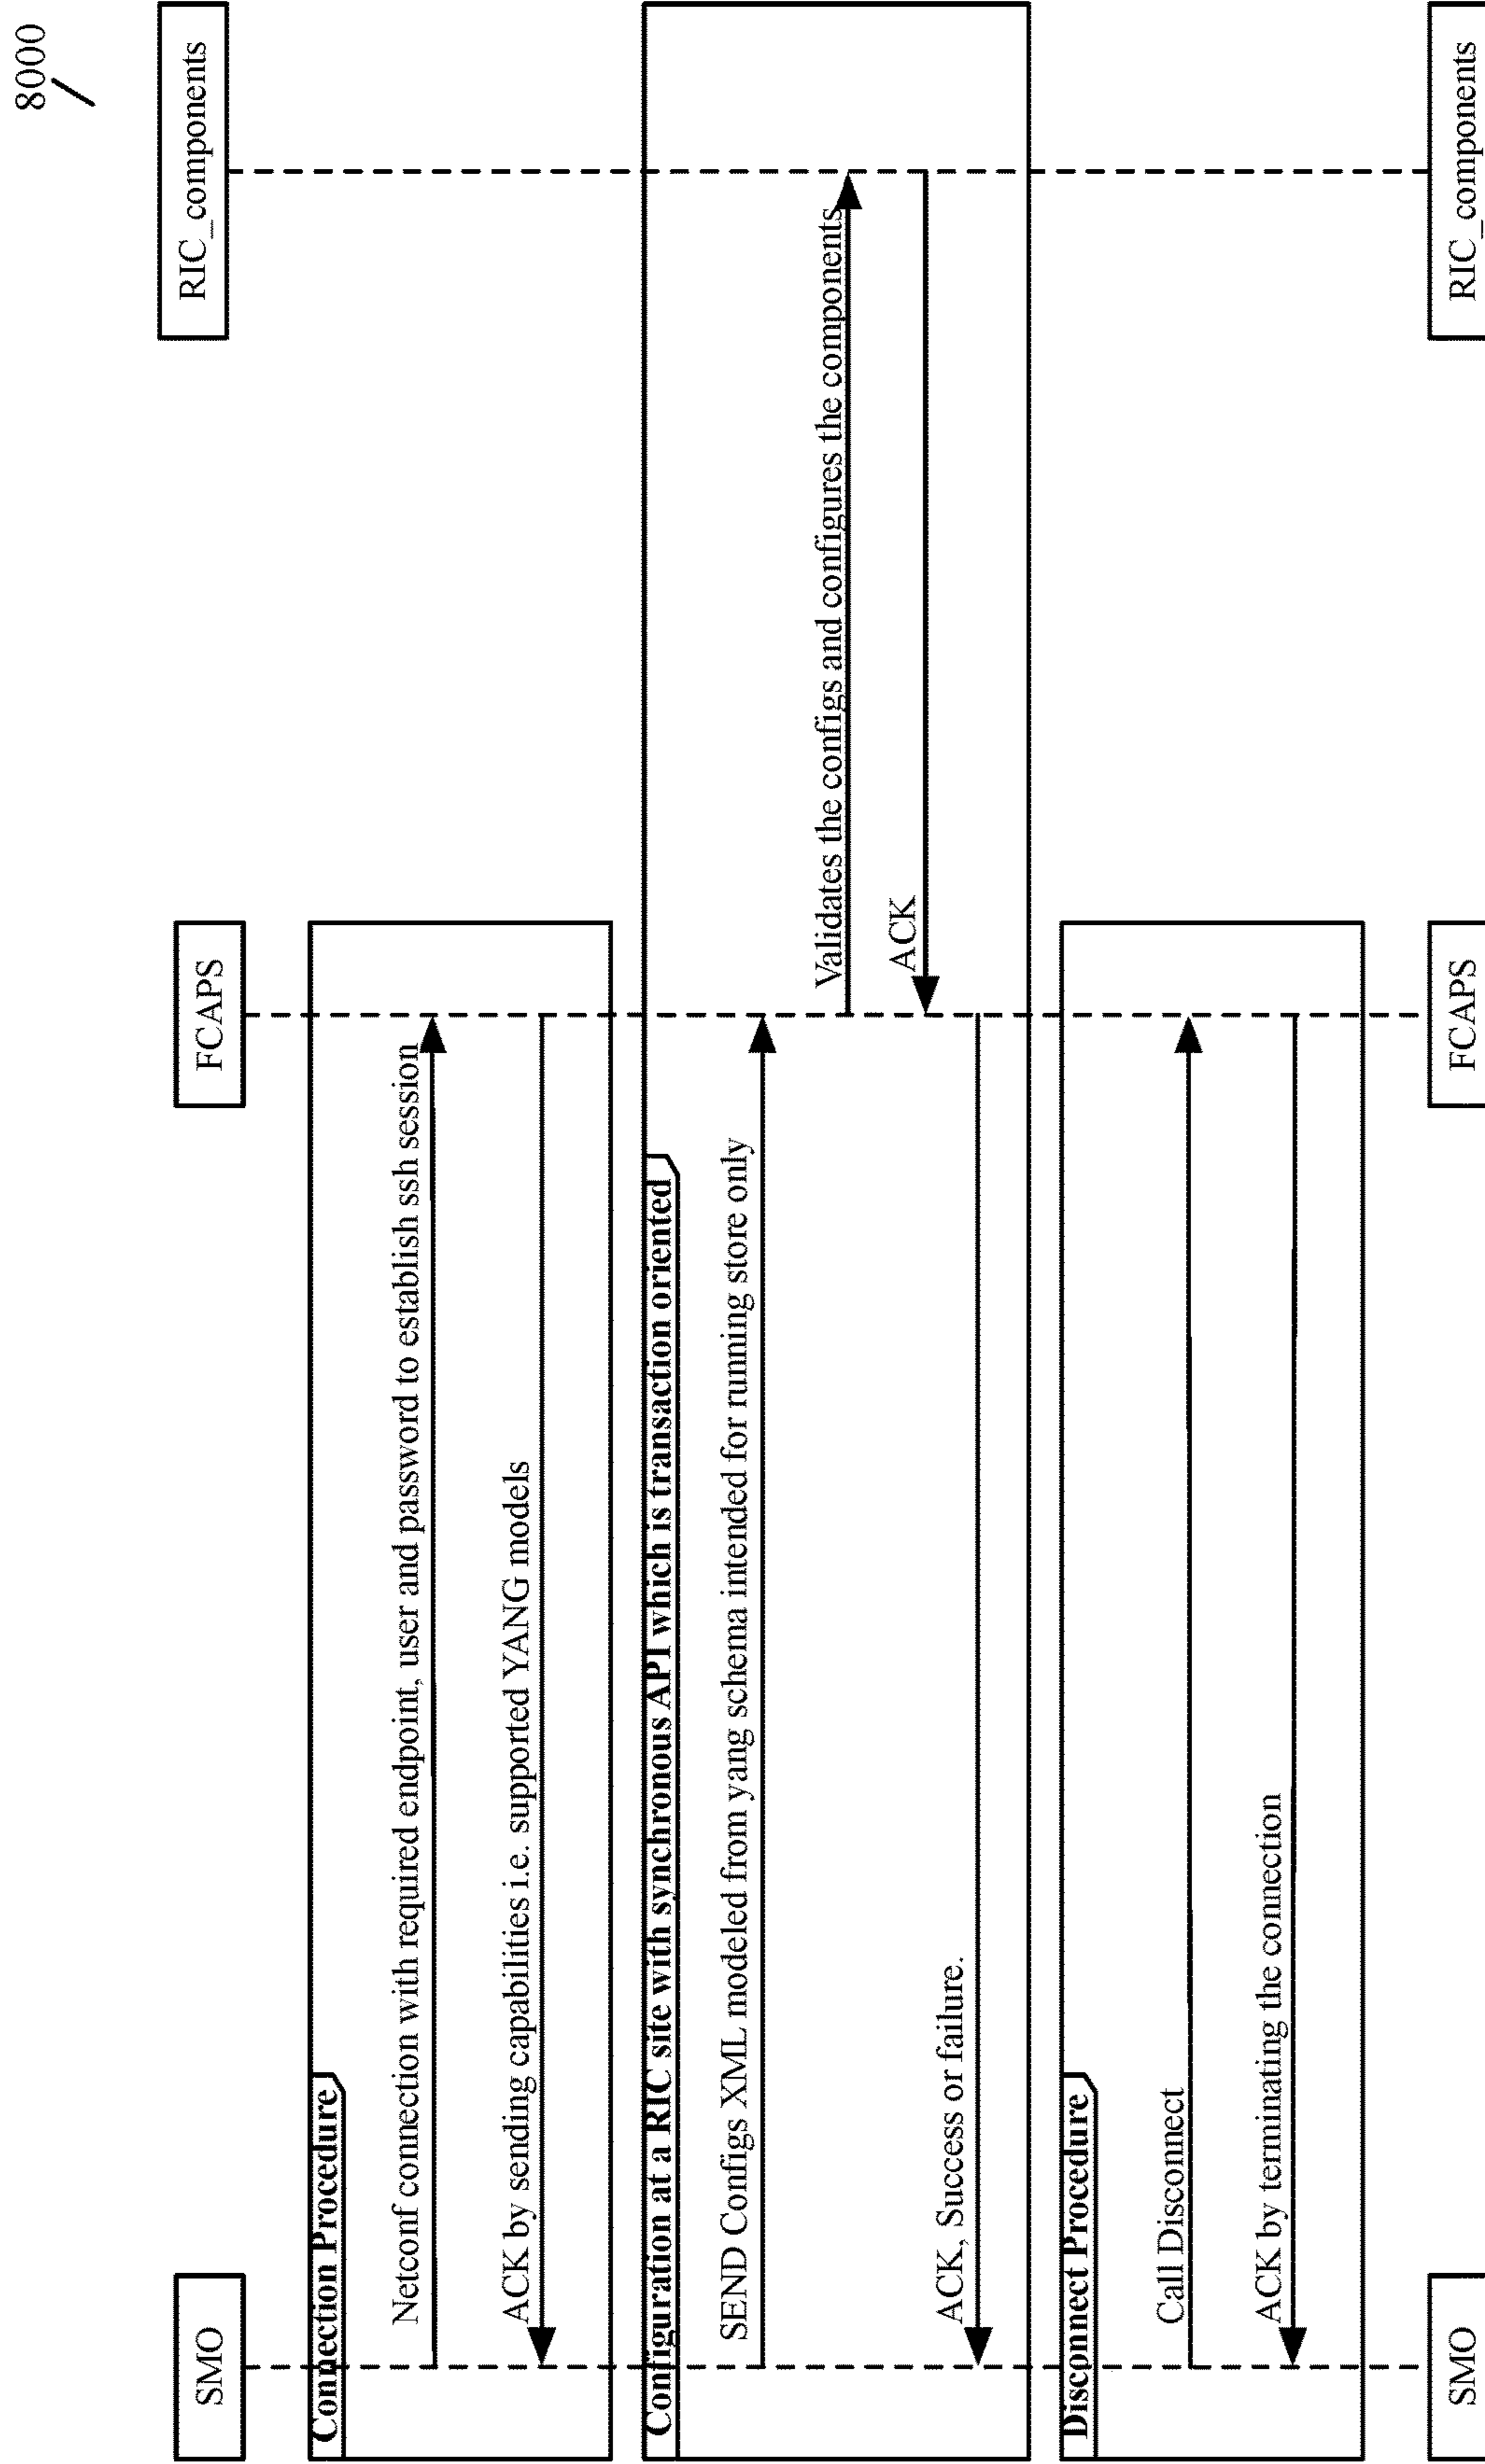 8000
SMO
FCAPS
RIC_components
Connection Procedure
Netconf connection with required endpoint, user and password to establish ssh session
ACK by sending capabilities i.e. supported YANG models
Configuration at a RIC site with synchronous API which is transaction oriented
SEND Configs XML modeled from yang schema intended for running store only
Validates the configs and configures the components
ACK
ACK, Success or failure.
Disconnect Procedure
Call Disconnect
ACK by terminating the connection
SMO
FCAPS
RIC_components